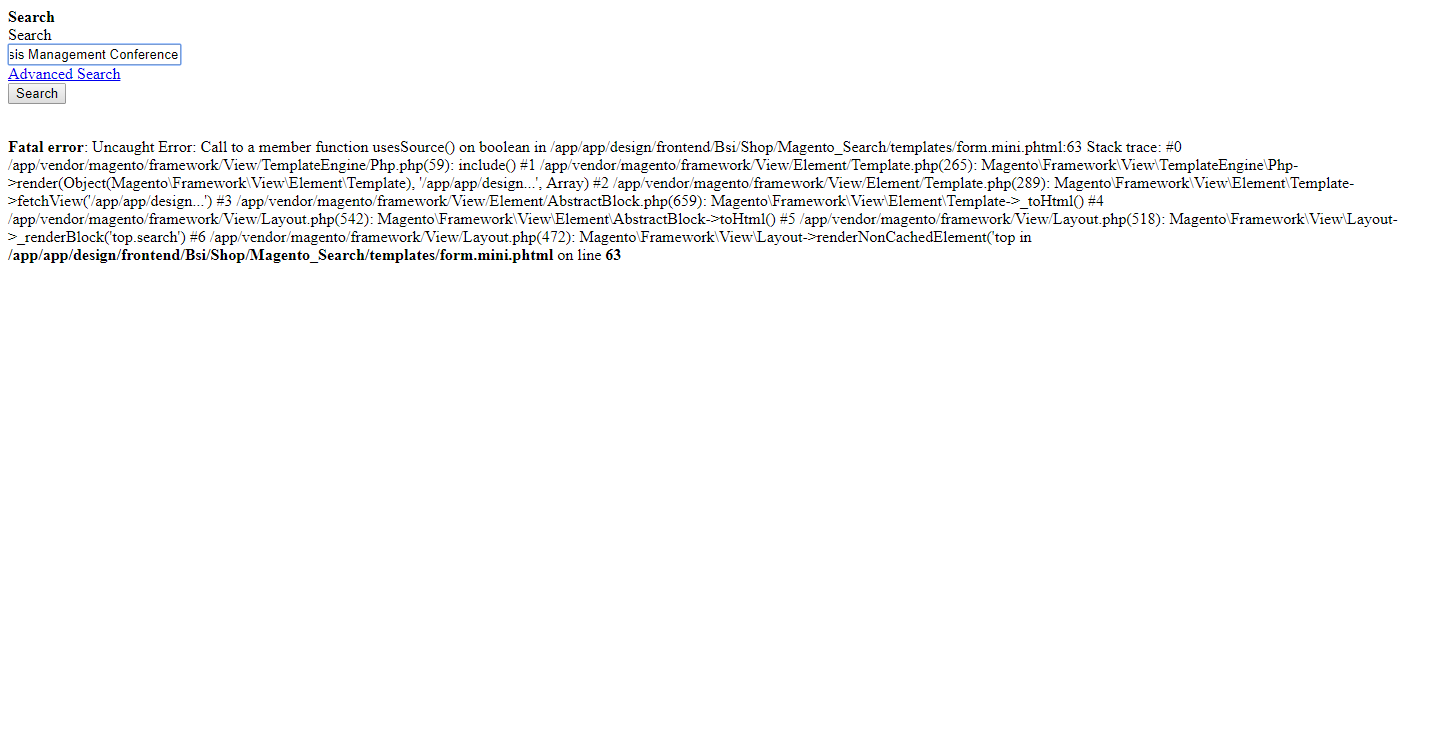 Search
Search
sis Management Conference
Advanced Search
Search
Fatal error: Uncaught Error: Call to a member function usesSource() on boolean in /app/app/design/frontend/Bsi/Shop/Magento_Search/templates/form.mini.phtml:63 Stack trace: #0
/app/vendor/magento/framework/View/TemplateEngine/Php.php(59): include() #1 /app/vendor/magento/framework/View/Element/Template.php(265): Magento\Framework\View\TemplateEngine\Php-
>render(Object(Magento\Framework\View\Element\Template), '/app/app/design...', Array) #2 /app/vendor/magento/framework/View/Element/Template.php(289): Magento\Framework\View\Element\Template-
>fetchView('/app/app/design...') #3 /app/vendor/magento/framework/View/Element/AbstractBlock.php(659): Magento\Framework\View\Element\Template->_toHtml() #4
/app/vendor/magento/framework/View/Layout.php(542): Magento\Framework\View\Element\AbstractBlock->toHtml() #5 /app/vendor/magento/framework/View/Layout.php(518): Magento\Framework\View\Layout-
>_renderBlock('top.search') #6 /app/vendor/magento/framework/View/Layout.php(472): Magento\Framework\View\Layout->renderNonCachedElement('top in
/app/app/design/frontend/Bsi/Shop/Magento_Search/templates/form.mini.phtml on line 63